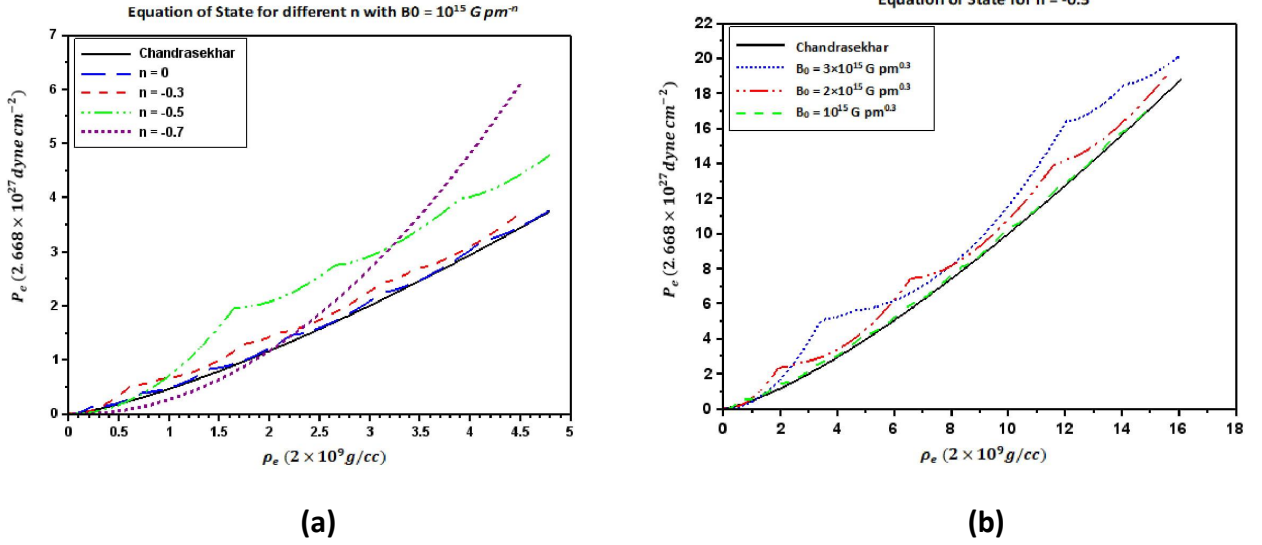 Equation of State for different n with B0 = 10¹⁵ G pm⁻ⁿ
7
6
5
4
3
2
1
0
P_e (2.668 × 10²⁷ dyne cm⁻²)
Chandrasekhar
n = 0
n = -0.3
n = -0.5
n = -0.7
0 0.5 1 1.5 2 2.5 3 3.5 4 4.5 5
ρ_e (2 × 10⁹ g/cc)
(a)
Equation of State for n = -0.3
22
20
18
16
14
12
10
8
6
4
2
0
P_e (2.668 × 10²⁷ dyne cm⁻²)
Chandrasekhar
B₀ = 3×10¹⁵ G pm⁰·³
B₀ = 2×10¹⁵ G pm⁰·³
B₀ = 10¹⁵ G pm⁰·³
0 2 4 6 8 10 12 14 16 18
ρ_e (2 × 10⁹ g/cc)
(b)